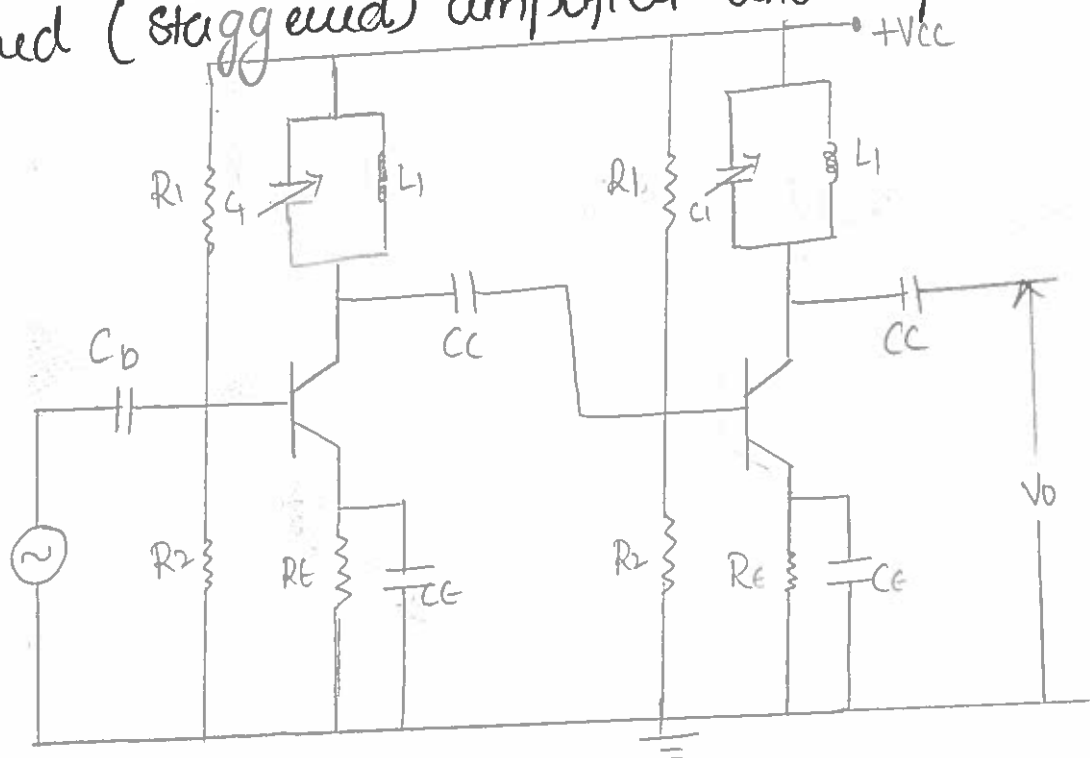 (staggered) amplifier
+VCC
R1 C1 L1 R1 C1 L1
Cb CC CC
R2 RE CE R2 RE CE Vo